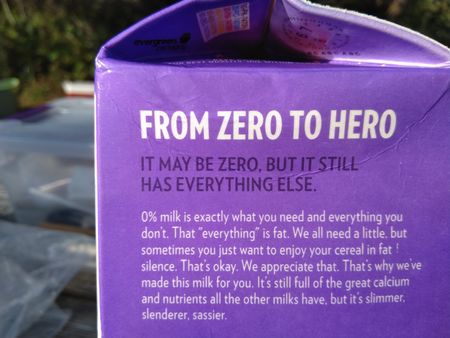 evergreens
FROM ZERO TO HERO
IT MAY BE ZERO, BUT IT STILL
HAS EVERYTHING ELSE.
0% milk is exactly what you need and everything you
don't. That "everything" is fat. We all need a little, but
sometimes you just want to enjoy your cereal in fat
silence. That's okay. We appreciate that. That's why we've
made this milk for you. It's still full of the great calcium
and nutrients all the other milks have, but it's slimmer,
slenderer, sassier.